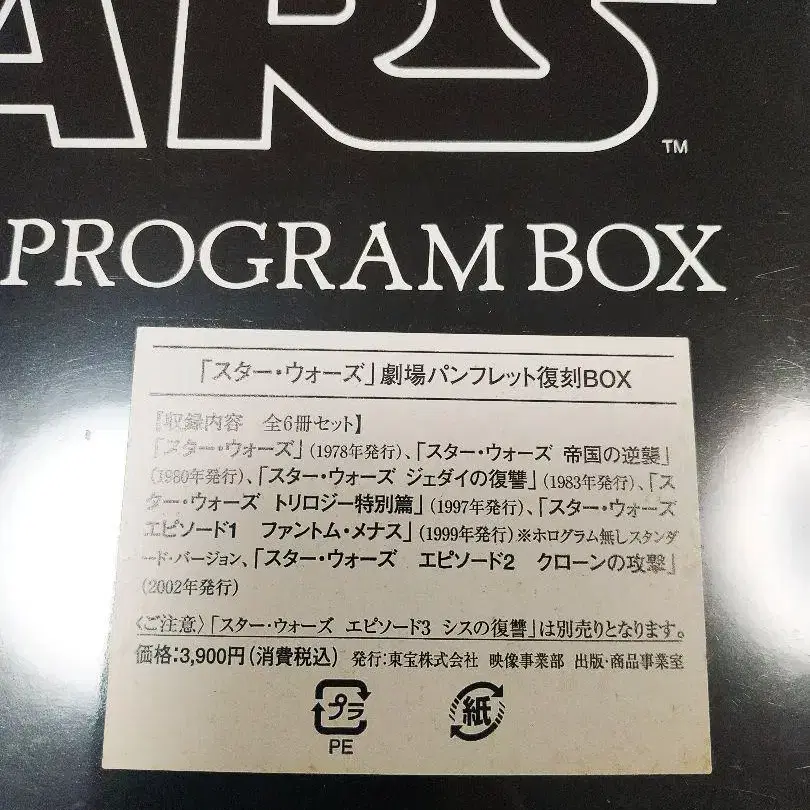 ARS
™
PROGRAM BOX
「スター・ウォーズ」劇場パンフレット復刻BOX
【収録内容 全6冊セット】
「スター・ウォーズ」(1978年発行)、「スター・ウォーズ 帝国の逆襲」
(1980年発行)、「スター・ウォーズ ジェダイの復讐」(1983年発行)、「ス
ター・ウォーズ トリロジー特別篇」(1997年発行)、「スター・ウォーズ
エピソード1 ファントム・メナス」(1999年発行)※ホログラム無しスタンダ
ード・バージョン、「スター・ウォーズ エピソード2 クローンの攻撃」
(2002年発行)
〈ご注意〉「スター・ウォーズ エピソード3 シスの復讐」は別売りとなります。
価格:3,900円(消費税込) 発行:東宝株式会社 映像事業部 出版・商品事業室
プラ 紙
PE